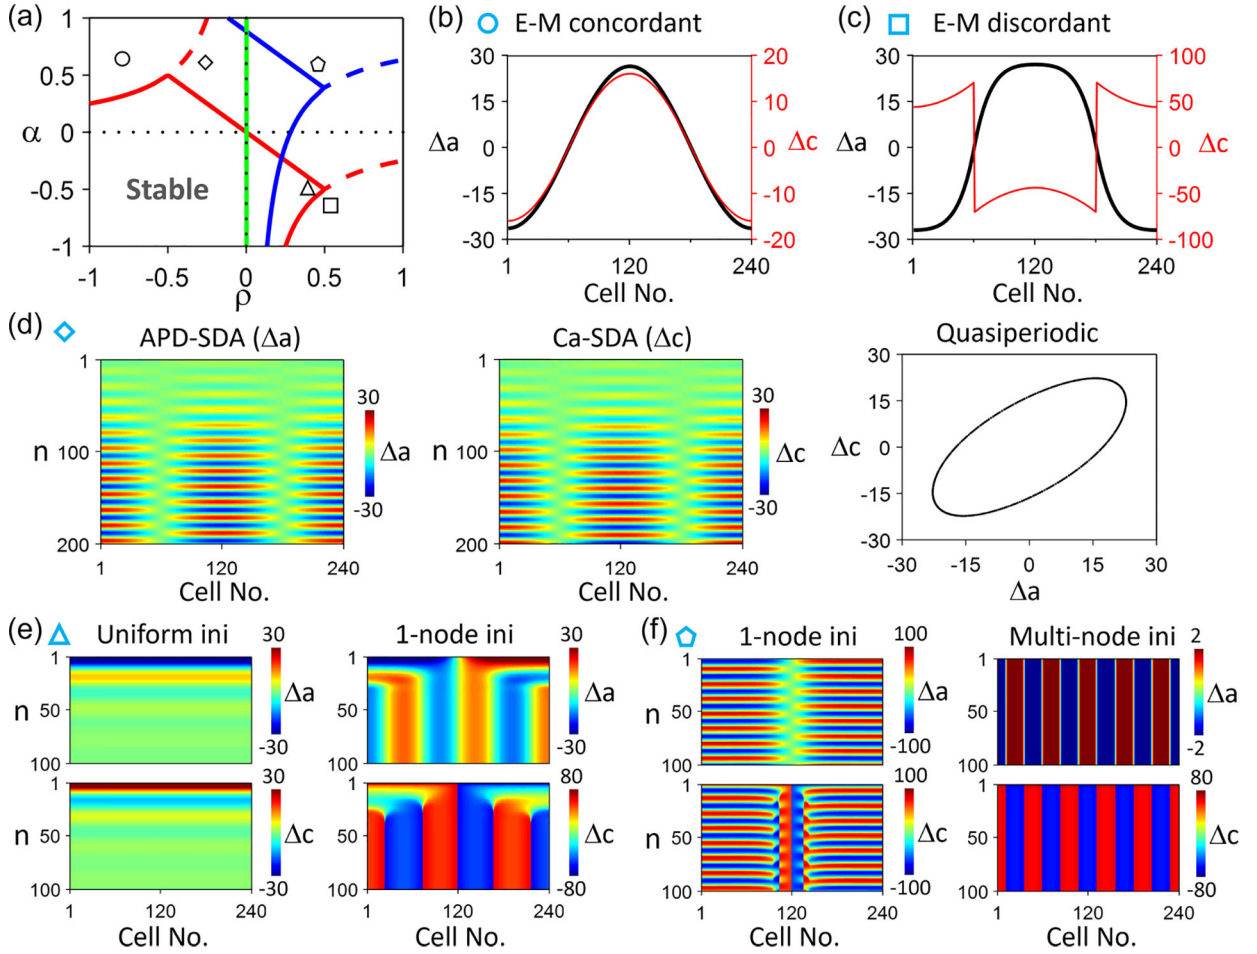 (a)
1
0.5
α
0
-0.5
-1
Stable
-1
-0.5
0
0.5
1
ρ
(b)
E-M concordant
30
15
Δa
0
-15
-30
20
10
0
Δc
-10
-20
1
120
240
Cell No.
(c)
E-M discordant
30
15
Δa
0
-15
-30
100
50
0
Δc
-50
-100
1
120
240
Cell No.
(d)
APD-SDA (Δa)
1
n
100
200
30
Δa
-30
1
120
240
Cell No.
Ca-SDA (Δc)
1
n
100
200
30
Δc
-30
1
120
240
Cell No.
Quasiperiodic
30
15
Δc
0
-15
-30
-30
-15
0
15
30
Δa
(e)
Uniform ini
1
n
50
100
30
Δa
-30
1-node ini
30
Δa
-30
1
n
50
100
30
Δc
-30
1
120
240
Cell No.
80
Δc
-80
1
120
240
Cell No.
(f)
1-node ini
1
n
50
100
100
Δa
-100
Multi-node ini
1
50
100
2
Δa
-2
1
n
50
100
100
Δc
-100
1
120
240
Cell No.
1
50
100
80
Δc
-80
1
120
240
Cell No.